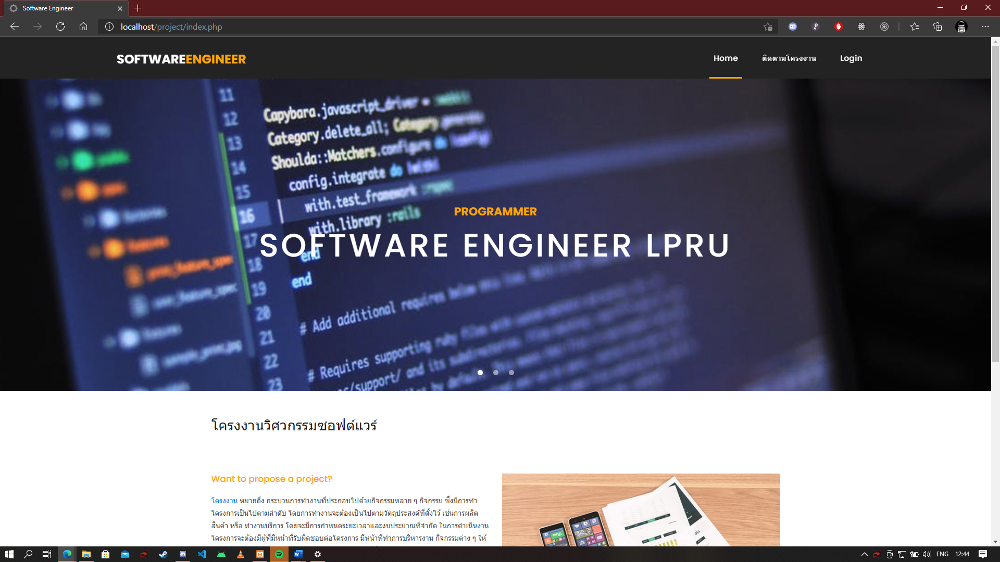 Software Engineer
localhost/project/index.php
SOFTWAREENGINEER
Home
ติดตามโครงงาน
Login
11
12
13
14
15
16
17
18
19
20
21
22
23
Capybara.javascript_driver =
Category.delete_all; Category.generate
Shoulda::Matchers.configure do |config|
config.integrate do |with|
with.test_framework :rspec
with.library :rails
end
end
# Add additional requires below this line.
# Requires supporting ruby files with
spec/support/ and its subdirectories.
by default.
PROGRAMMER
SOFTWARE ENGINEER LPRU
โครงงานวิศวกรรมซอฟต์แวร์
Want to propose a project?
โครงงาน หมายถึง กระบวนการทำงานที่ประกอบไปด้วยกิจกรรมหลาย ๆ กิจกรรม ซึ่งมีการทำ
โครงการเป็นไปตามลำดับ โดยการทำงานจะต้องเป็นไปตามวัตถุประสงค์ที่ตั้งไว้ เช่นการผลิต
สินค้า หรือ ทำงานบริการ โดยจะมีการกำหนดระยะเวลาและงบประมาณที่จำกัด ในการดำเนินงาน
โครงการจะต้องมีผู้ที่มีหน้าที่รับผิดชอบต่อโครงการ มีหน้าที่ทำการบริหารงาน กิจกรรมต่าง ๆ ให้
ENG
12:44